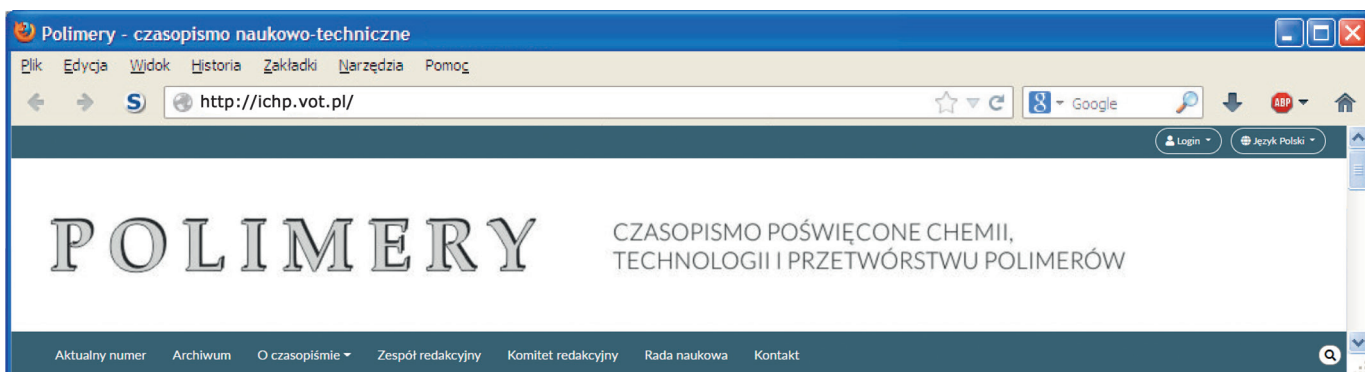 Polimery - czasopismo naukowo-techniczne
Plik Edycja Widok Historia Zakładki Narzędzia Pomoc
S http://ichp.vot.pl/ 8 Google ABP
Login Język Polski
POLIMERY
CZASOPISMO POŚWIĘCONE CHEMII,
TECHNOLOGII I PRZETWÓRSTWU POLIMERÓW
Aktualny numer Archiwum O czasopiśmie Zespół redakcyjny Komitet redakcyjny Rada naukowa Kontakt